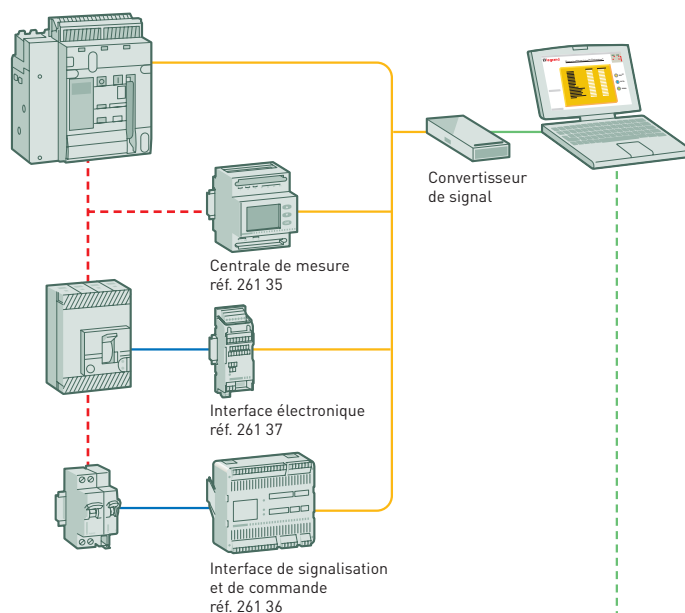 legrand
Convertisseur
de signal
Centrale de mesure
réf. 261 35
Interface électronique
réf. 261 37
Interface de signalisation
et de commande
réf. 261 36